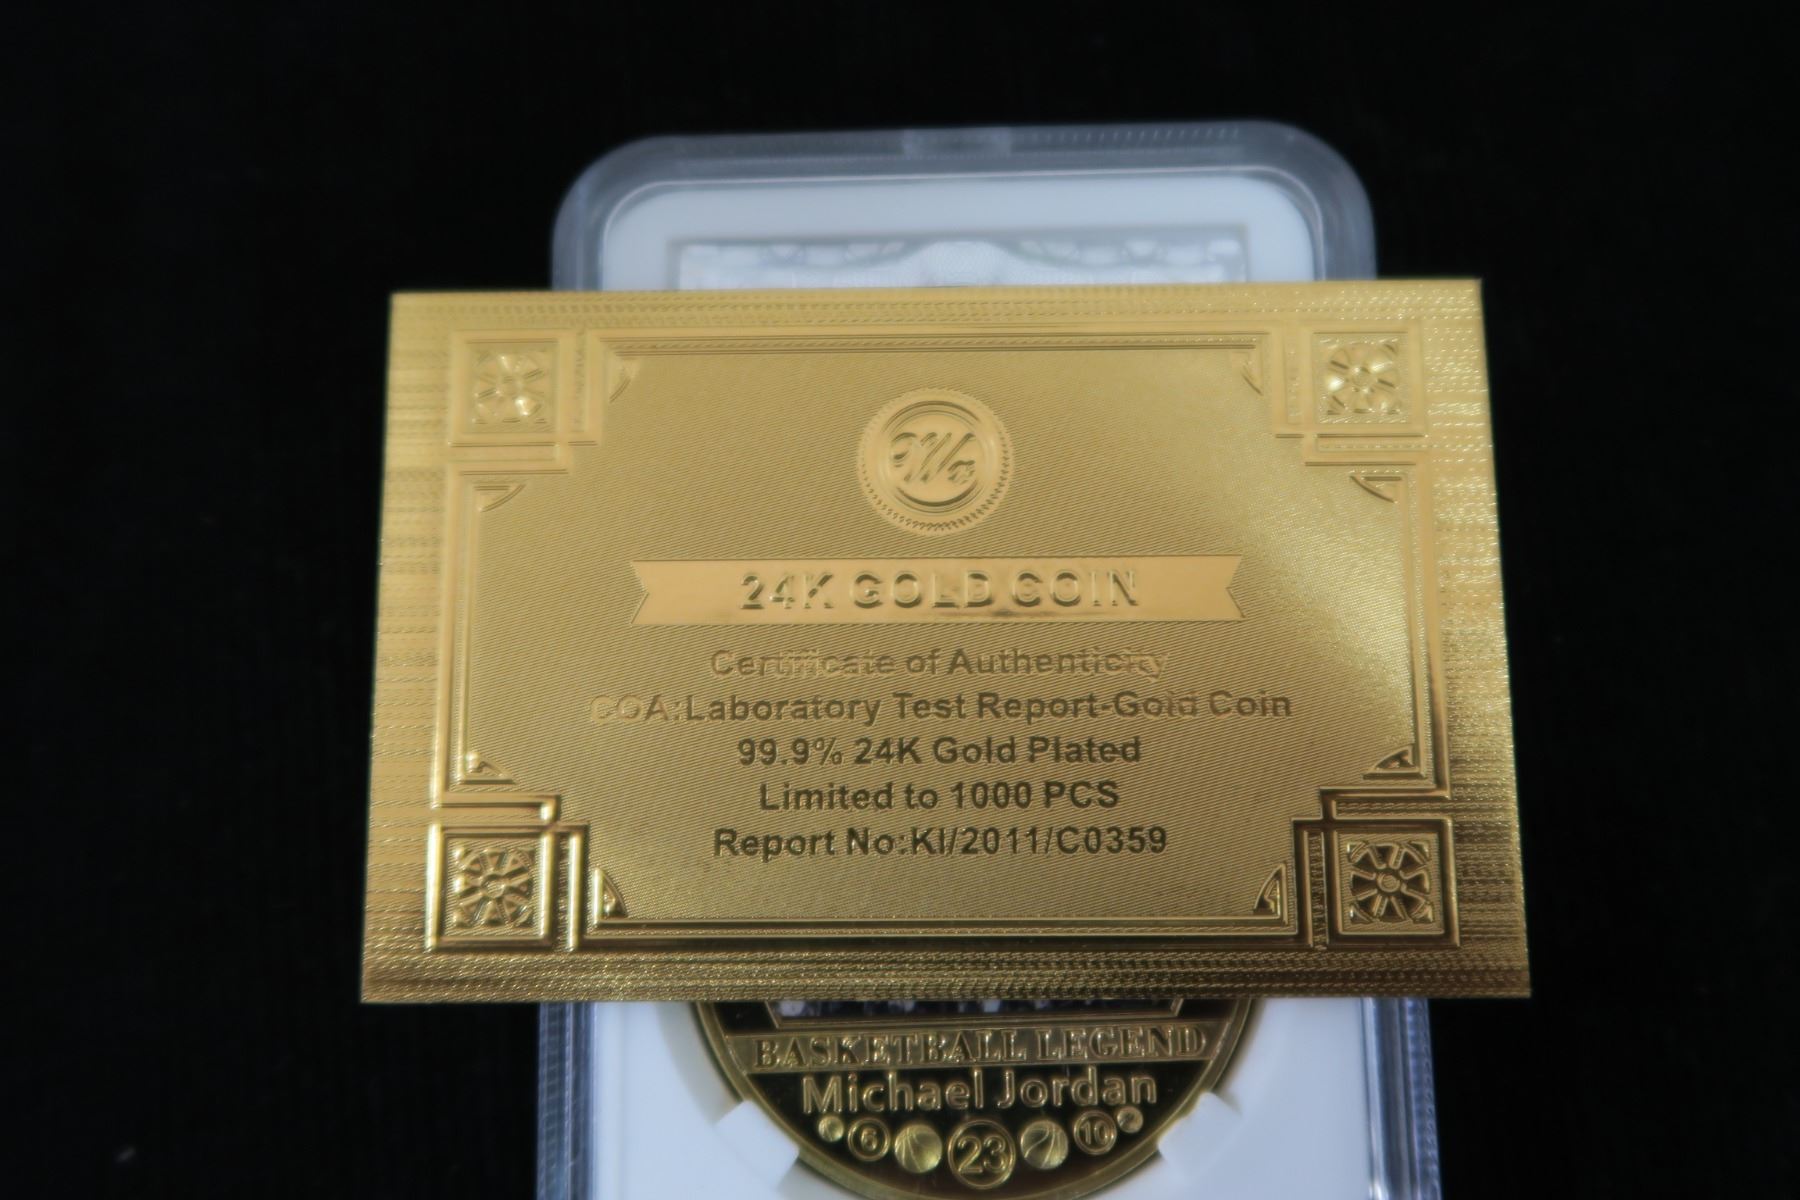 Wx
24K GOLD COIN
Certificate of Authenticity
COA:Laboratory Test Report-Gold Coin
99.9% 24K Gold Plated
Limited to 1000 PCS
Report No:KI/2011/C0359
BASKETBALL LEGEND
Michael Jordan
6 23 10